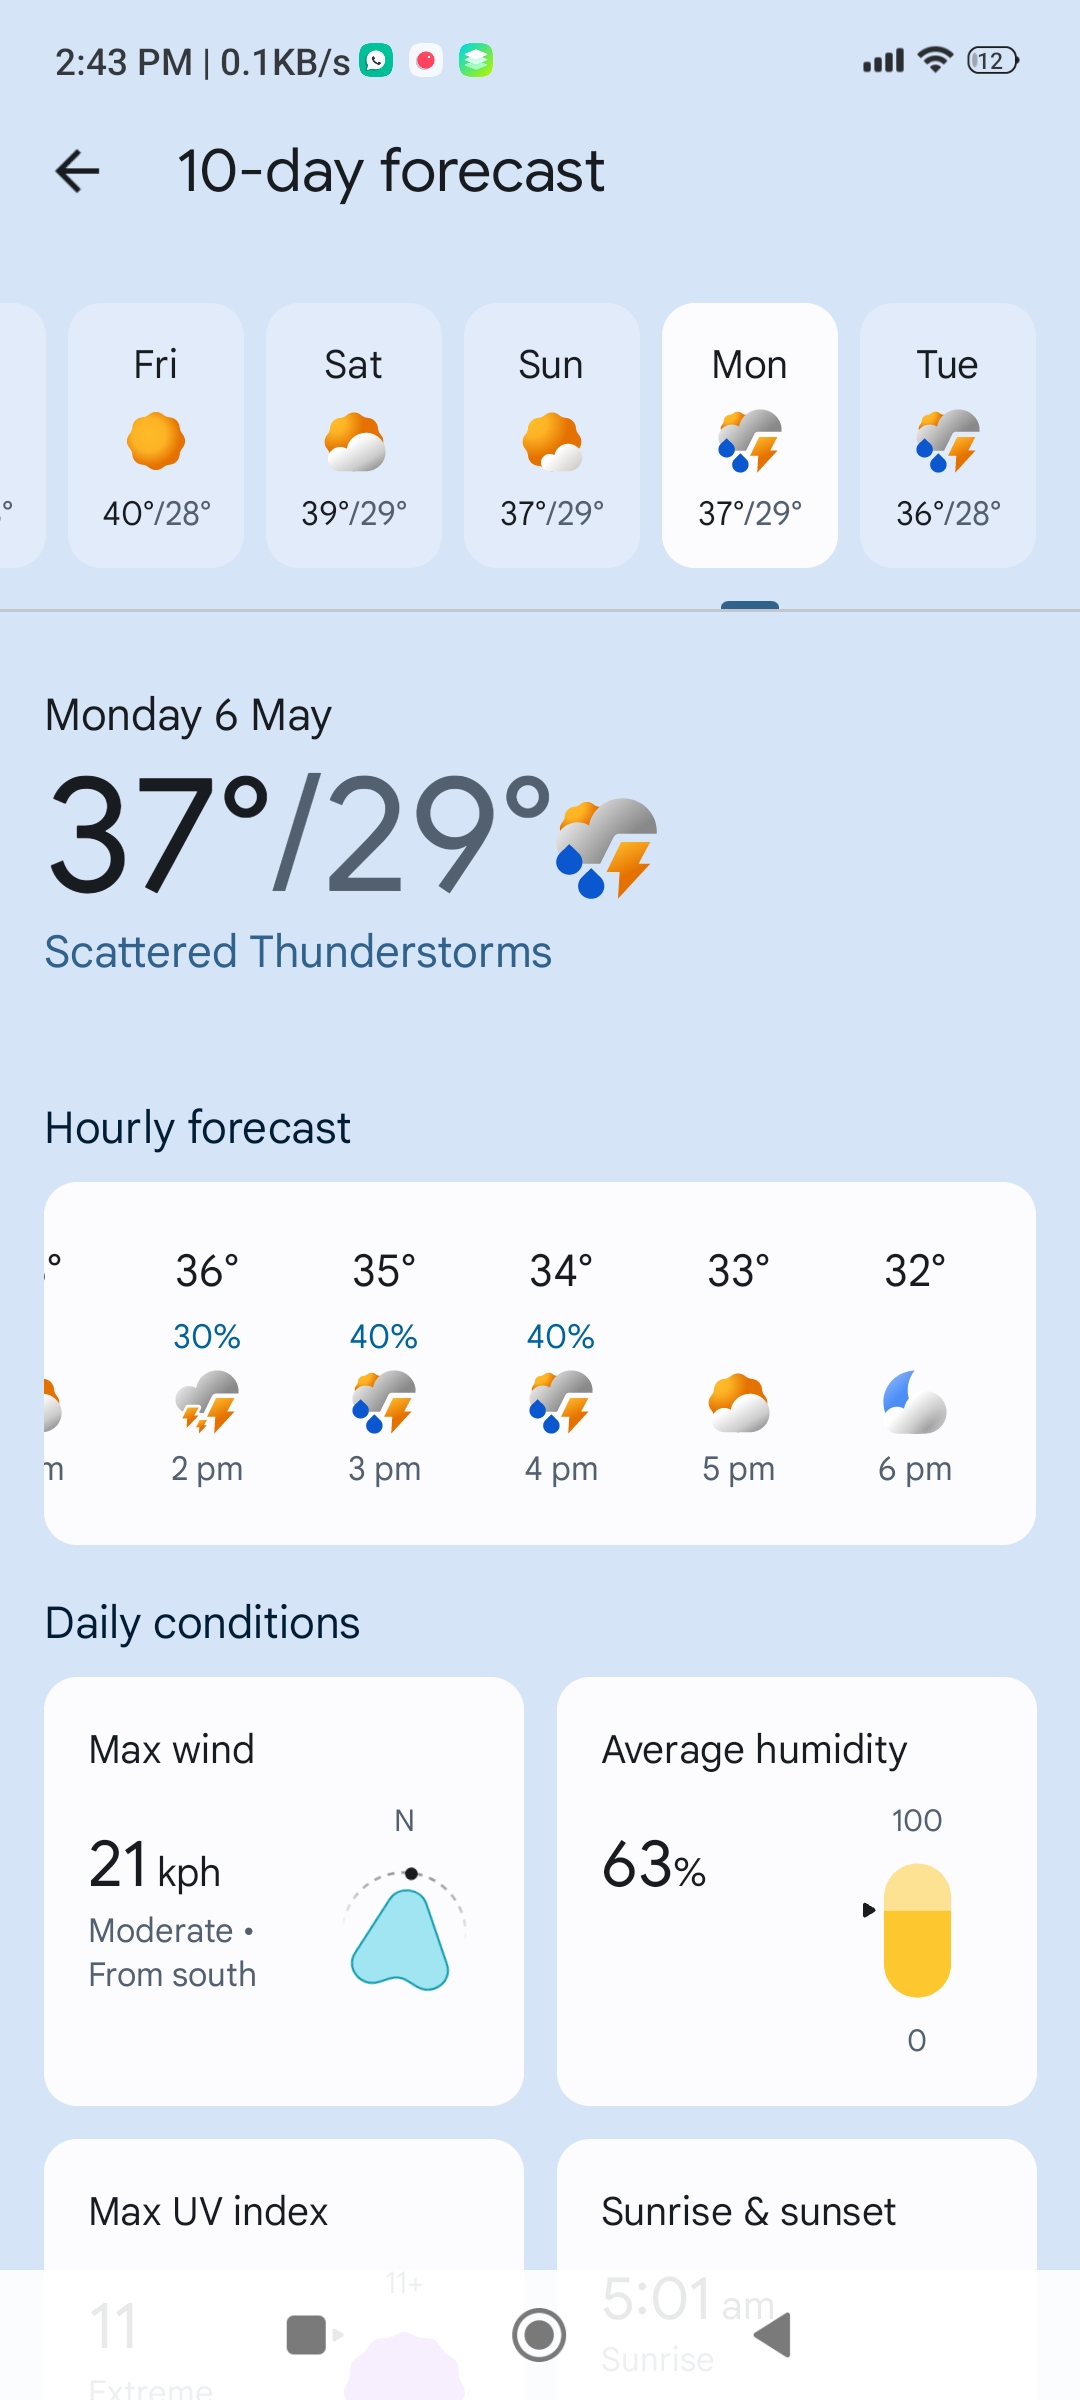 2:43 PM | 0.1KB/s 12
10-day forecast
Fri Sat Sun Mon Tue
40°/28° 39°/29° 37°/29° 37°/29° 36°/28°
Monday 6 May
37°/29°
Scattered Thunderstorms
Hourly forecast
36° 35° 34° 33° 32°
30% 40% 40%
2 pm 3 pm 4 pm 5 pm 6 pm
Daily conditions
Max wind
N
21 kph
Moderate •
From south
Average humidity
100
63%
0
Max UV index
11+
11
Extreme
Sunrise & sunset
5:01 am
Sunrise